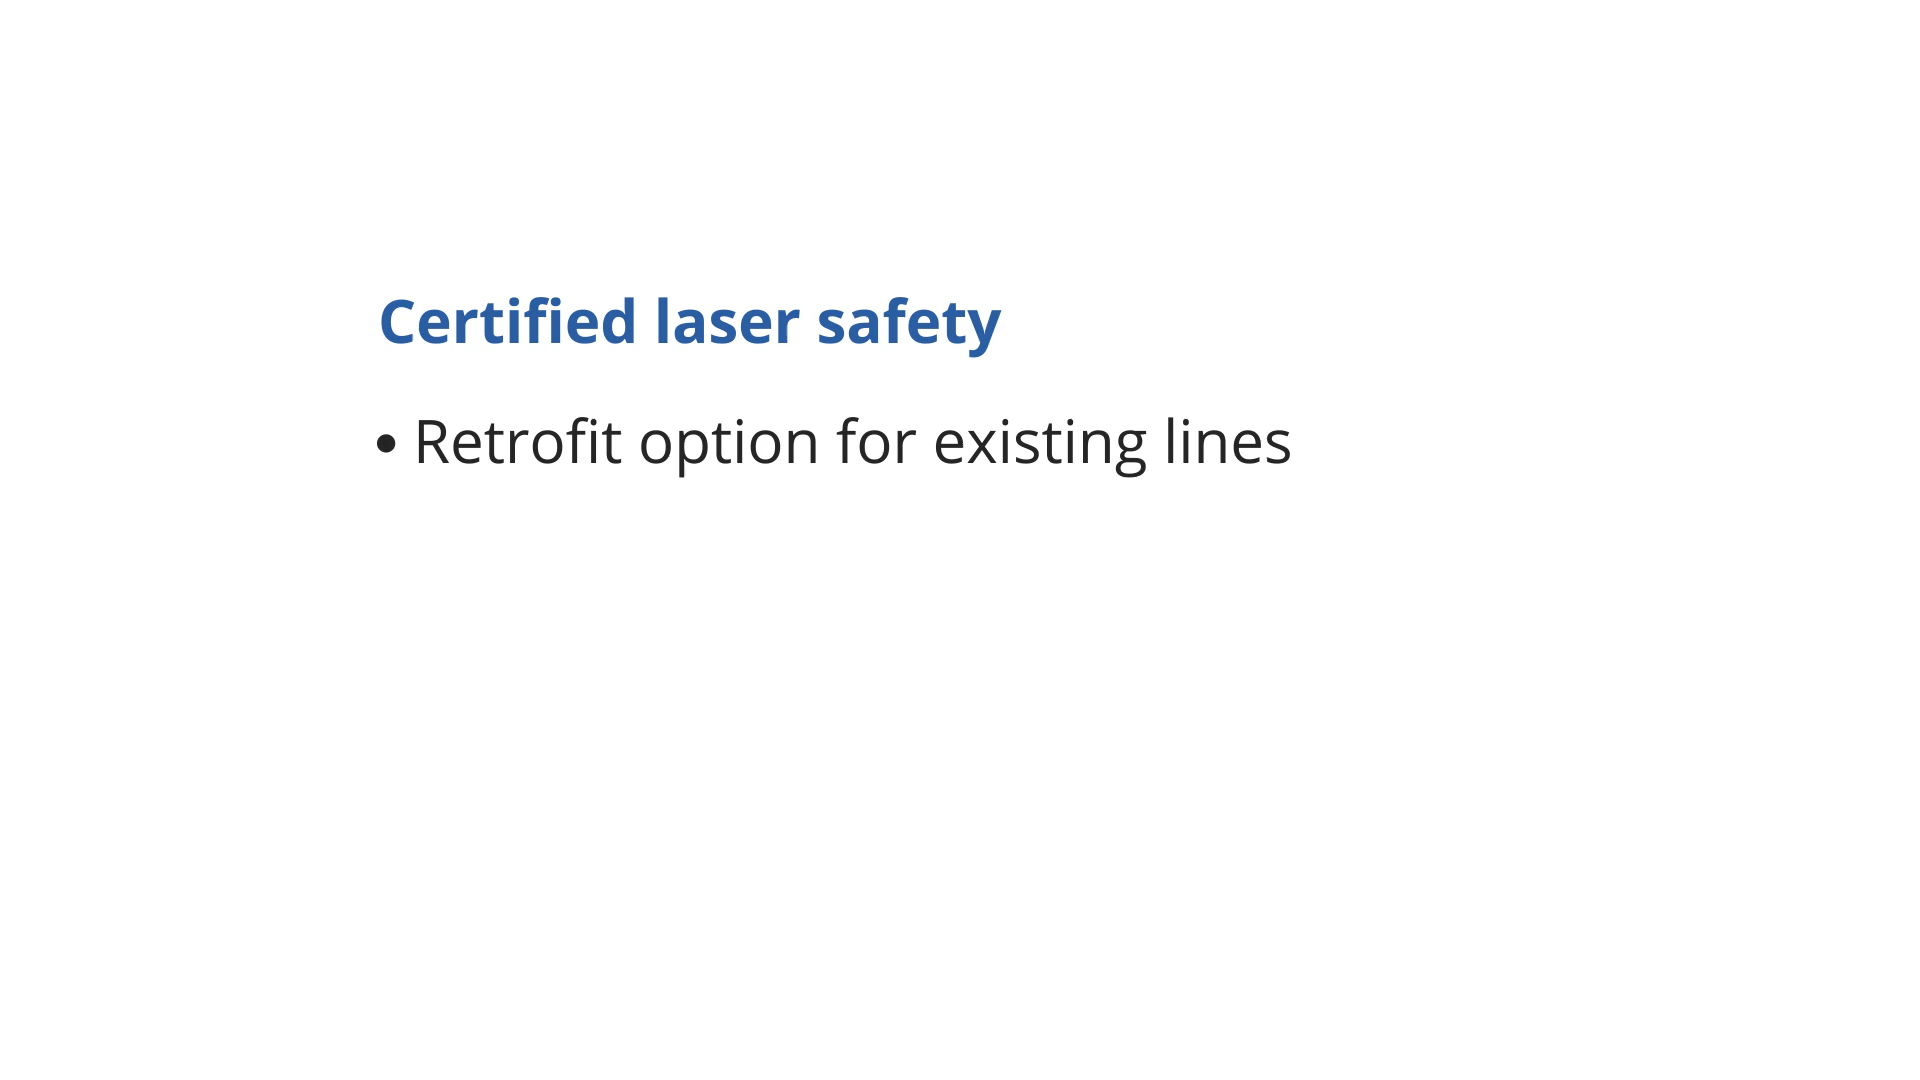 Certified laser safety
• Retrofit option for existing lines